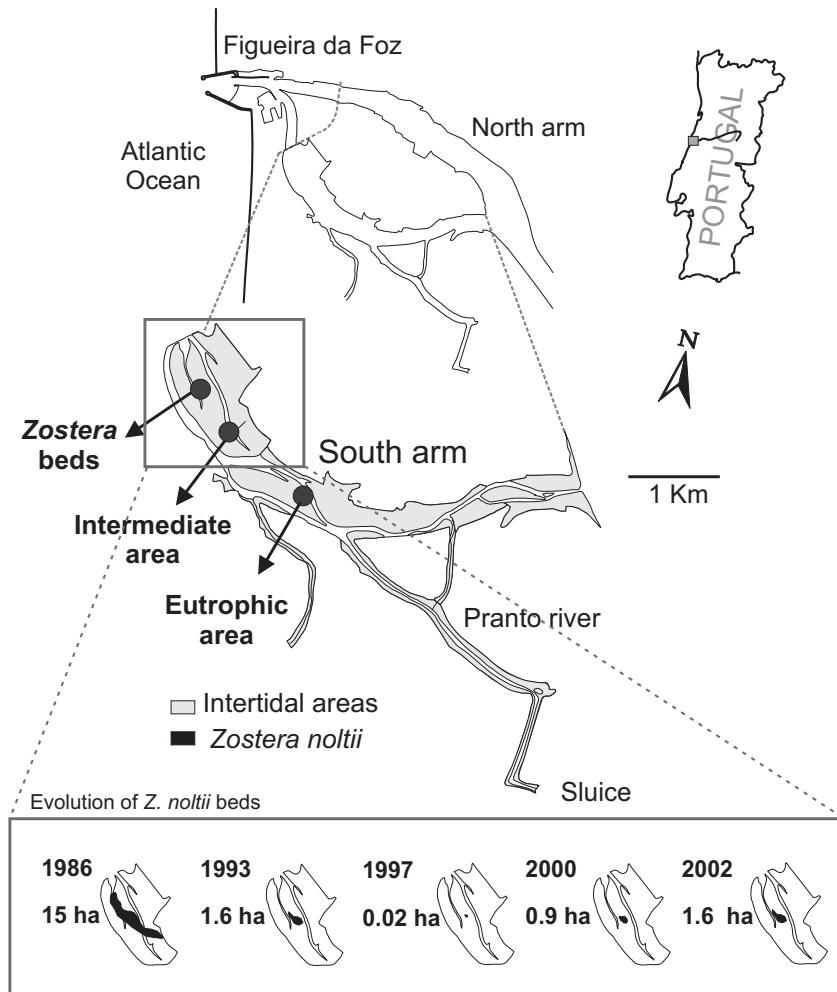 Figueira da Foz
North arm
Atlantic
Ocean
PORTUGAL
N
Zostera
beds
South arm
1 Km
Intermediate
area
Eutrophic
area
Pranto river
Intertidal areas
Zostera noltii
Sluice
Evolution of Z. noltii beds
1986
15 ha
1993
1.6 ha
1997
0.02 ha
2000
0.9 ha
2002
1.6 ha